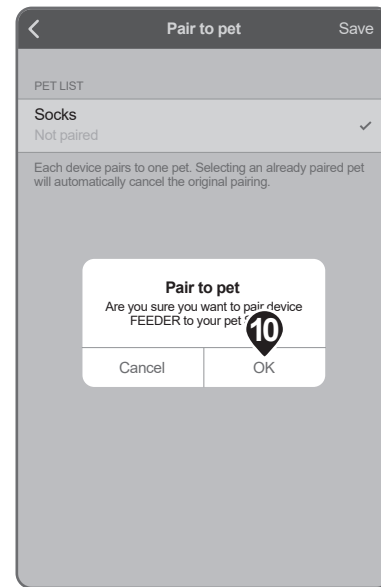 Pair to pet
Save
PET LIST
Socks
Not paired
Each device pairs to one pet. Selecting an already paired pet
will automatically cancel the original pairing.
Pair to pet
Are you sure you want to pair device
FEEDER to your pet
10
Cancel
OK